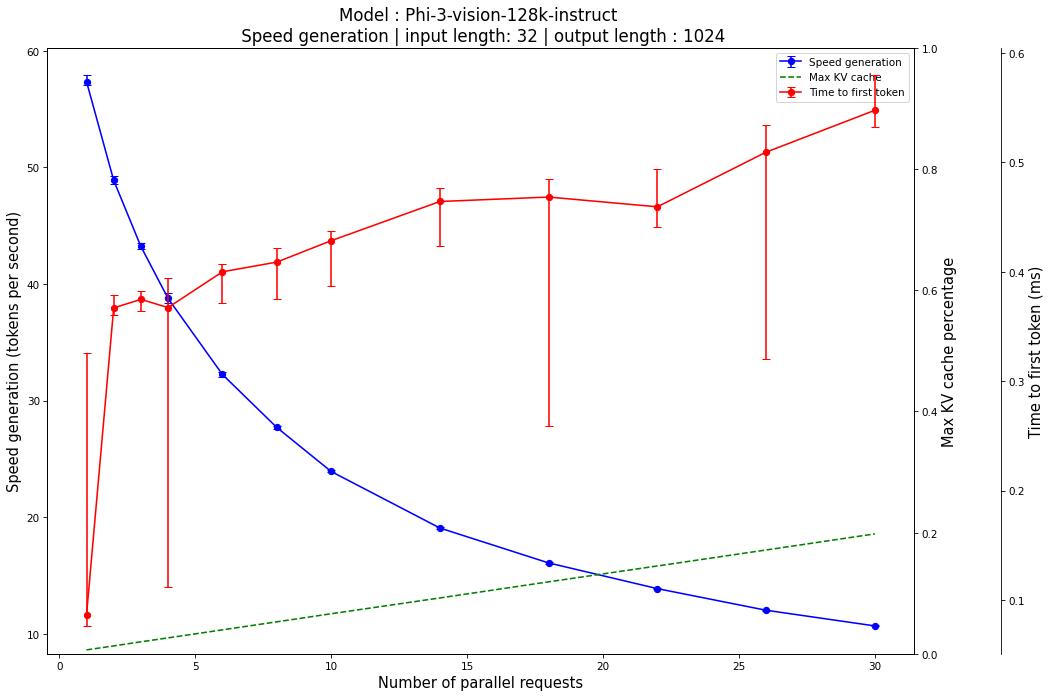 Model : Phi-3-vision-128k-instruct
Speed generation | input length: 32 | output length : 1024
Speed generation
Max KV cache
Time to first token
Speed generation (tokens per second)
60
50
40
30
20
10
0
5
10
15
20
25
30
Number of parallel requests
1.0
0.8
0.6
0.4
0.2
0.0
Max KV cache percentage
0.6
0.5
0.4
0.3
0.2
0.1
Time to first token (ms)